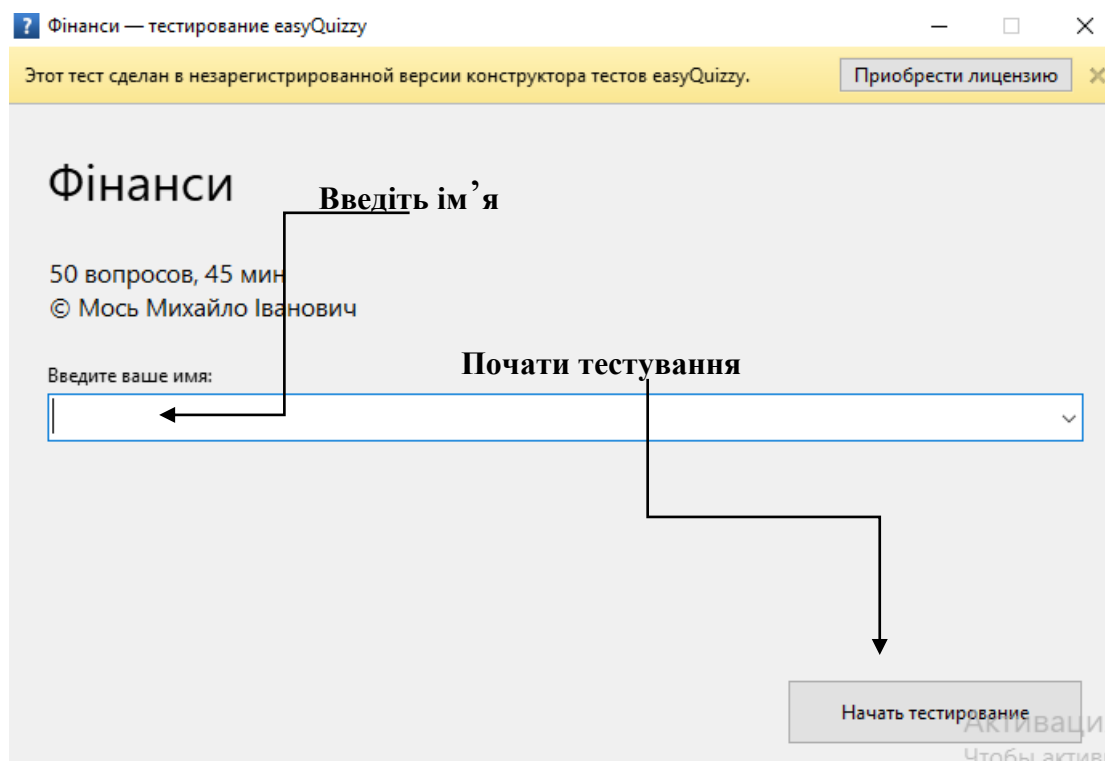 Фінанси — тестирование easyQuizzy
Этот тест сделан в незарегистрированной версии конструктора тестов easyQuizzy. Приобрести лицензию
Фінанси
Введіть ім’я
50 вопросов, 45 мин
© Мось Михайло Іванович
Почати тестування
Введите ваше имя:
Начать тестирование
Чтобы